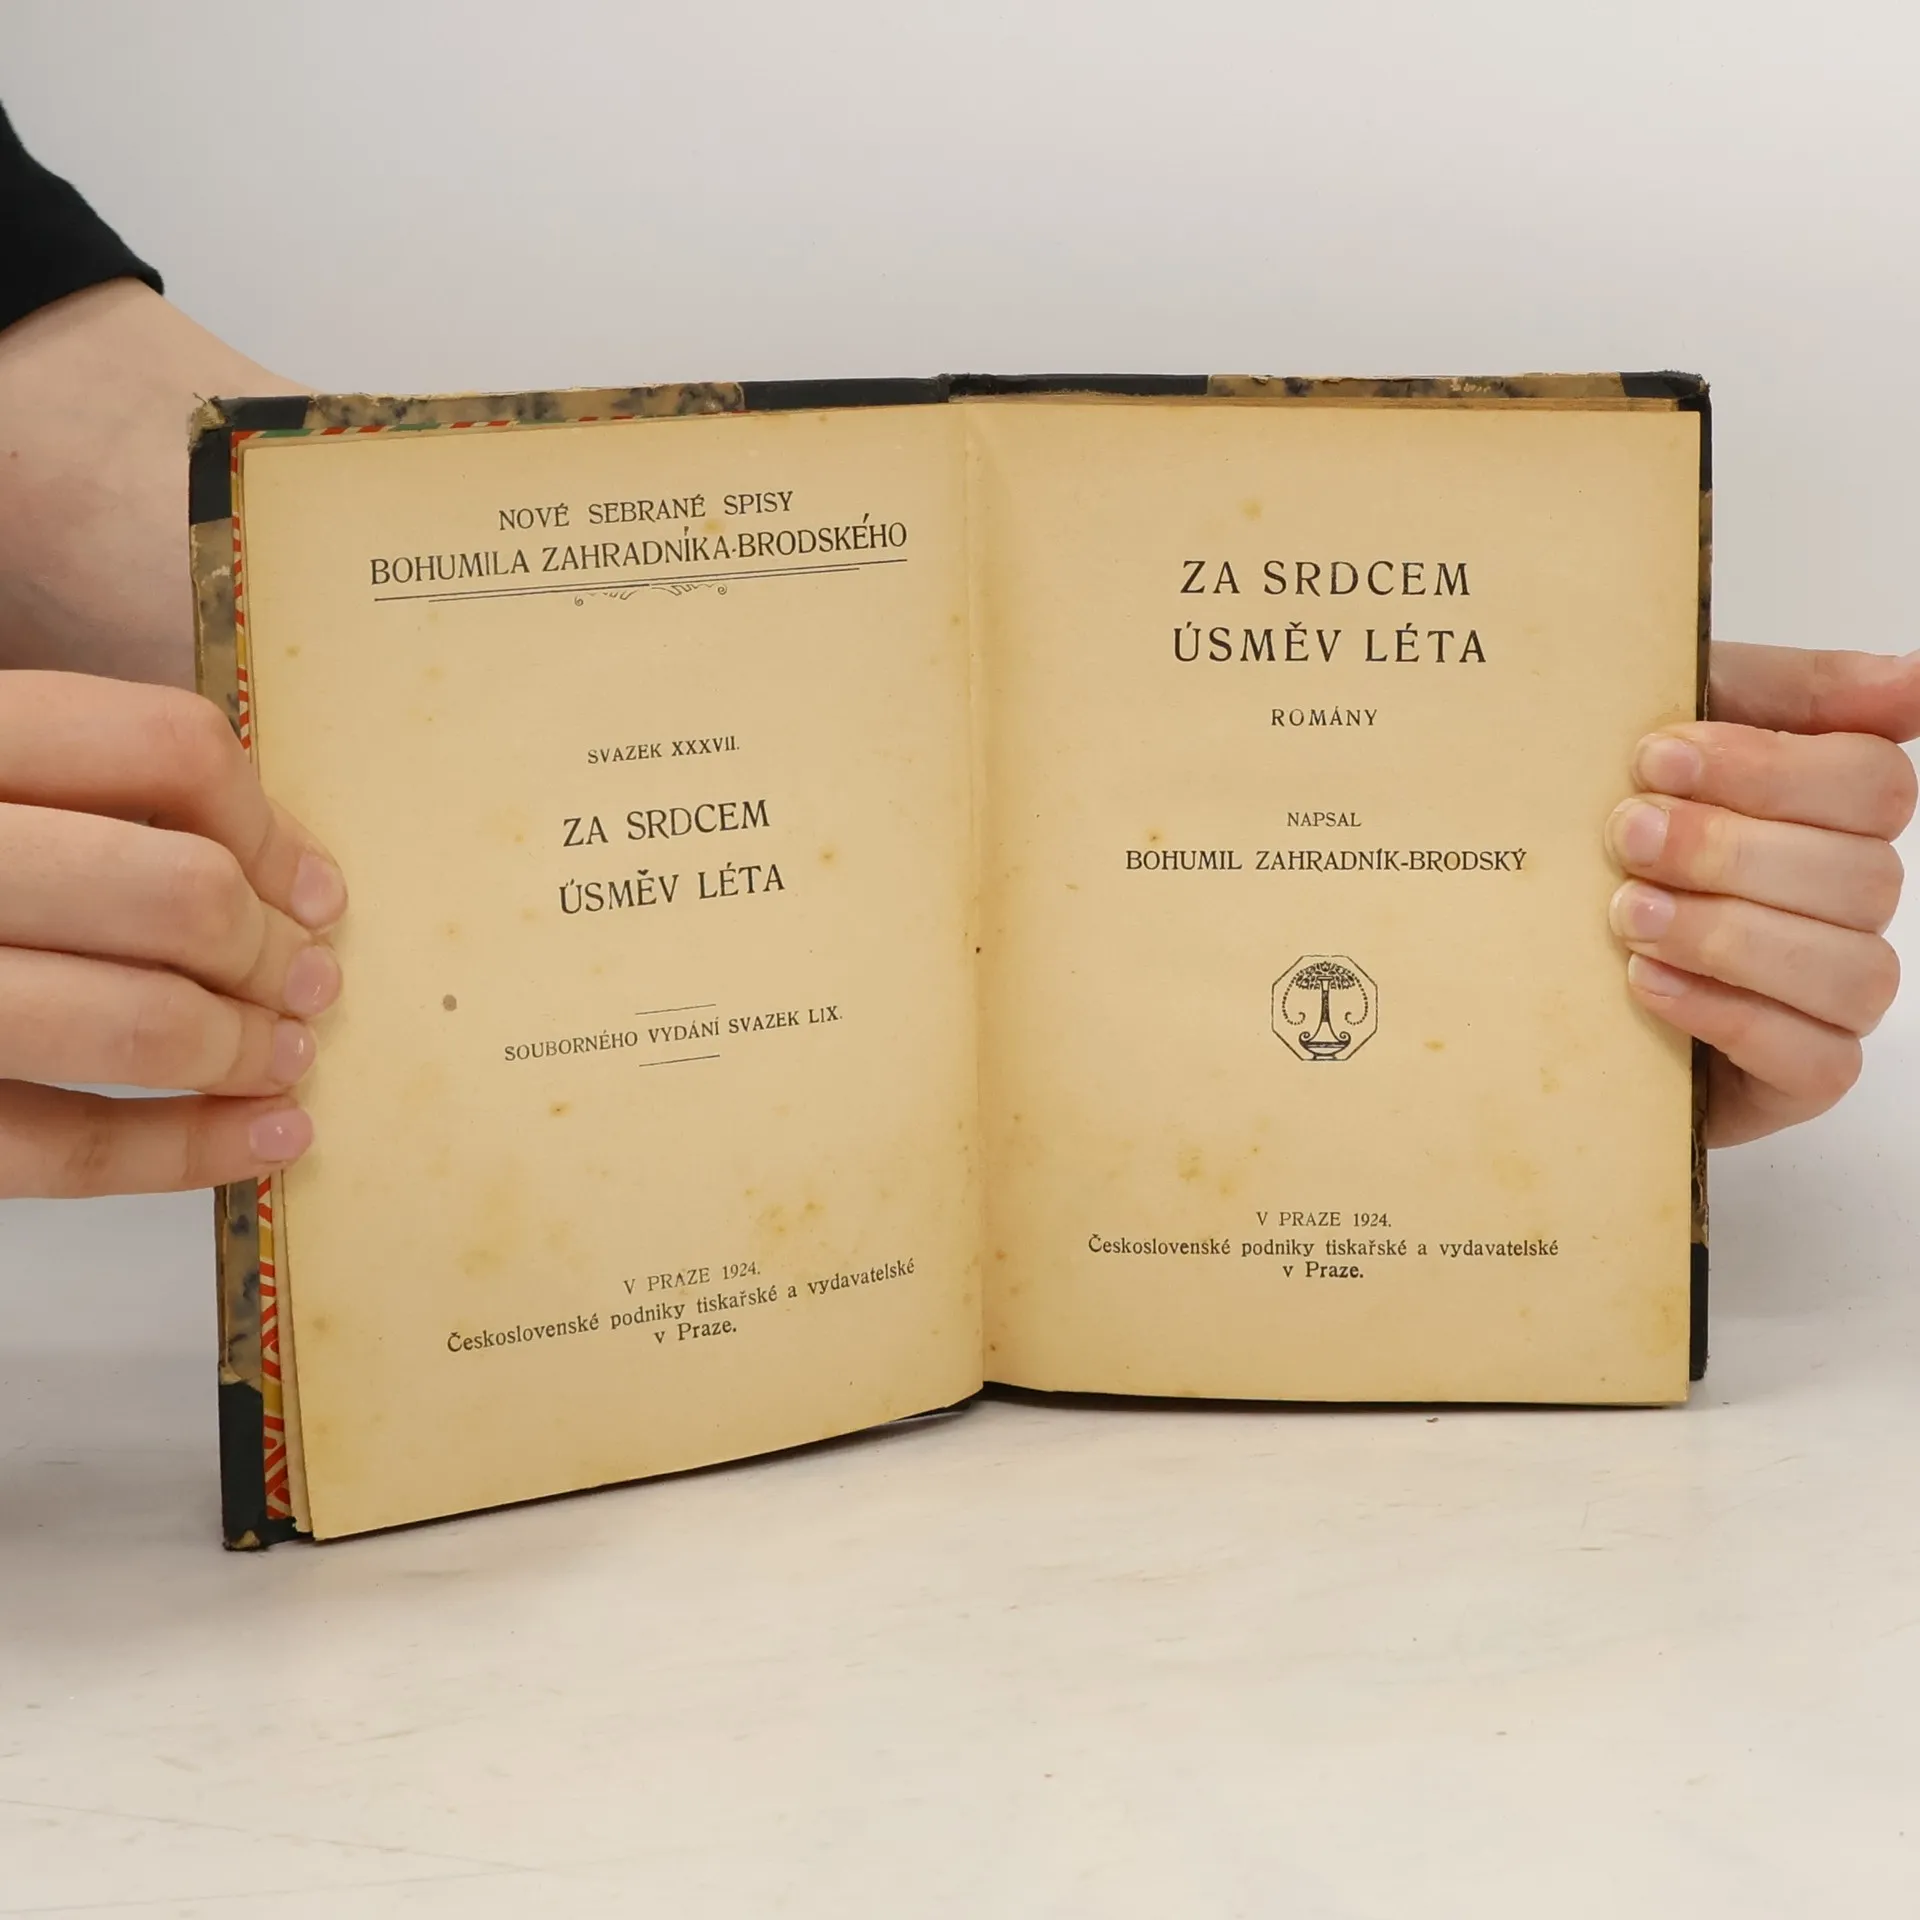 NOVÉ SEBRANÉ SPISY
BOHUMILA ZAHRADNÍKA-BRODSKÉHO
SVAZEK XXXVII.
ZA SRDCEM
ÚSMĚV LÉTA
SOUBORNÉHO VYDÁNÍ SVAZEK LIX.
V PRAZE 1924.
Československé podniky tiskařské a vydavatelské
v Praze.
ZA SRDCEM
ÚSMĚV LÉTA
ROMÁNY
NAPSAL
BOHUMIL ZAHRADNÍK-BRODSKÝ
V PRAZE 1924.
Československé podniky tiskařské a vydavatelské
v Praze.